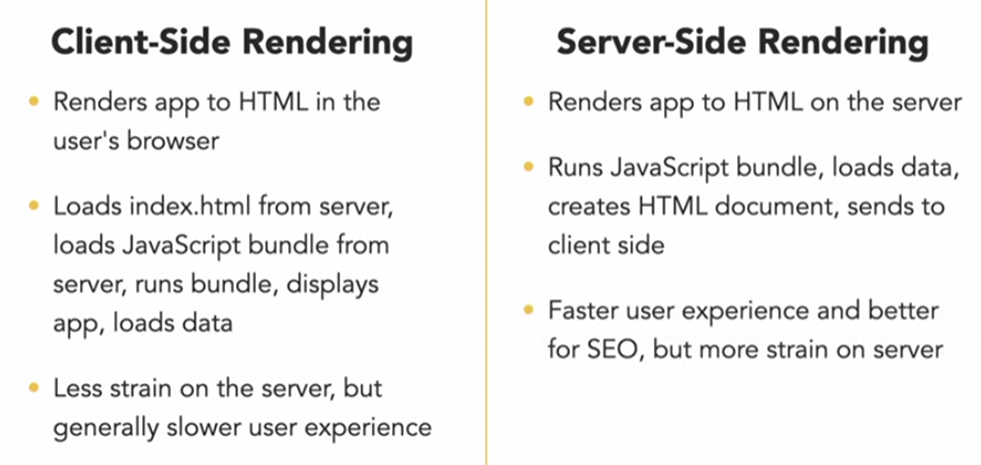 Client-Side Rendering
• Renders app to HTML in the
user's browser
• Loads index.html from server,
loads JavaScript bundle from
server, runs bundle, displays
app, loads data
• Less strain on the server, but
generally slower user experience
Server-Side Rendering
• Renders app to HTML on the server
• Runs JavaScript bundle, loads data,
creates HTML document, sends to
client side
• Faster user experience and better
for SEO, but more strain on server